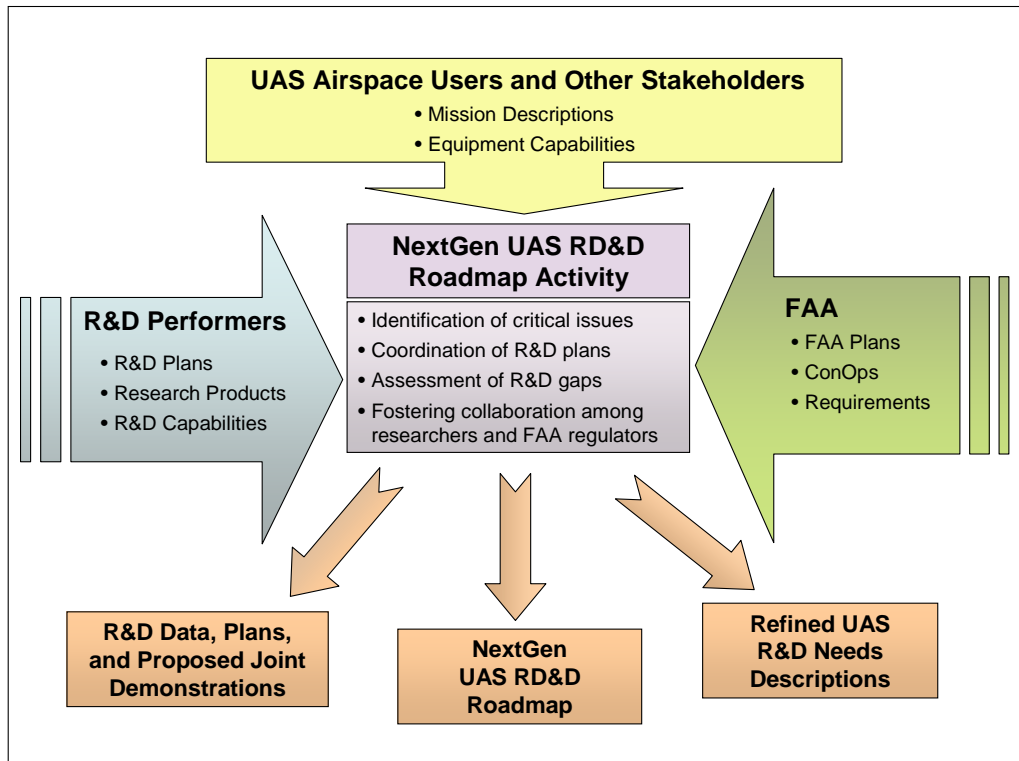 UAS Airspace Users and Other Stakeholders
• Mission Descriptions
• Equipment Capabilities
NextGen UAS RD&D
Roadmap Activity
• Identification of critical issues
• Coordination of R&D plans
• Assessment of R&D gaps
• Fostering collaboration among
researchers and FAA regulators
R&D Performers
• R&D Plans
• Research Products
• R&D Capabilities
FAA
• FAA Plans
• ConOps
• Requirements
R&D Data, Plans,
and Proposed Joint
Demonstrations
NextGen
UAS RD&D
Roadmap
Refined UAS
R&D Needs
Descriptions